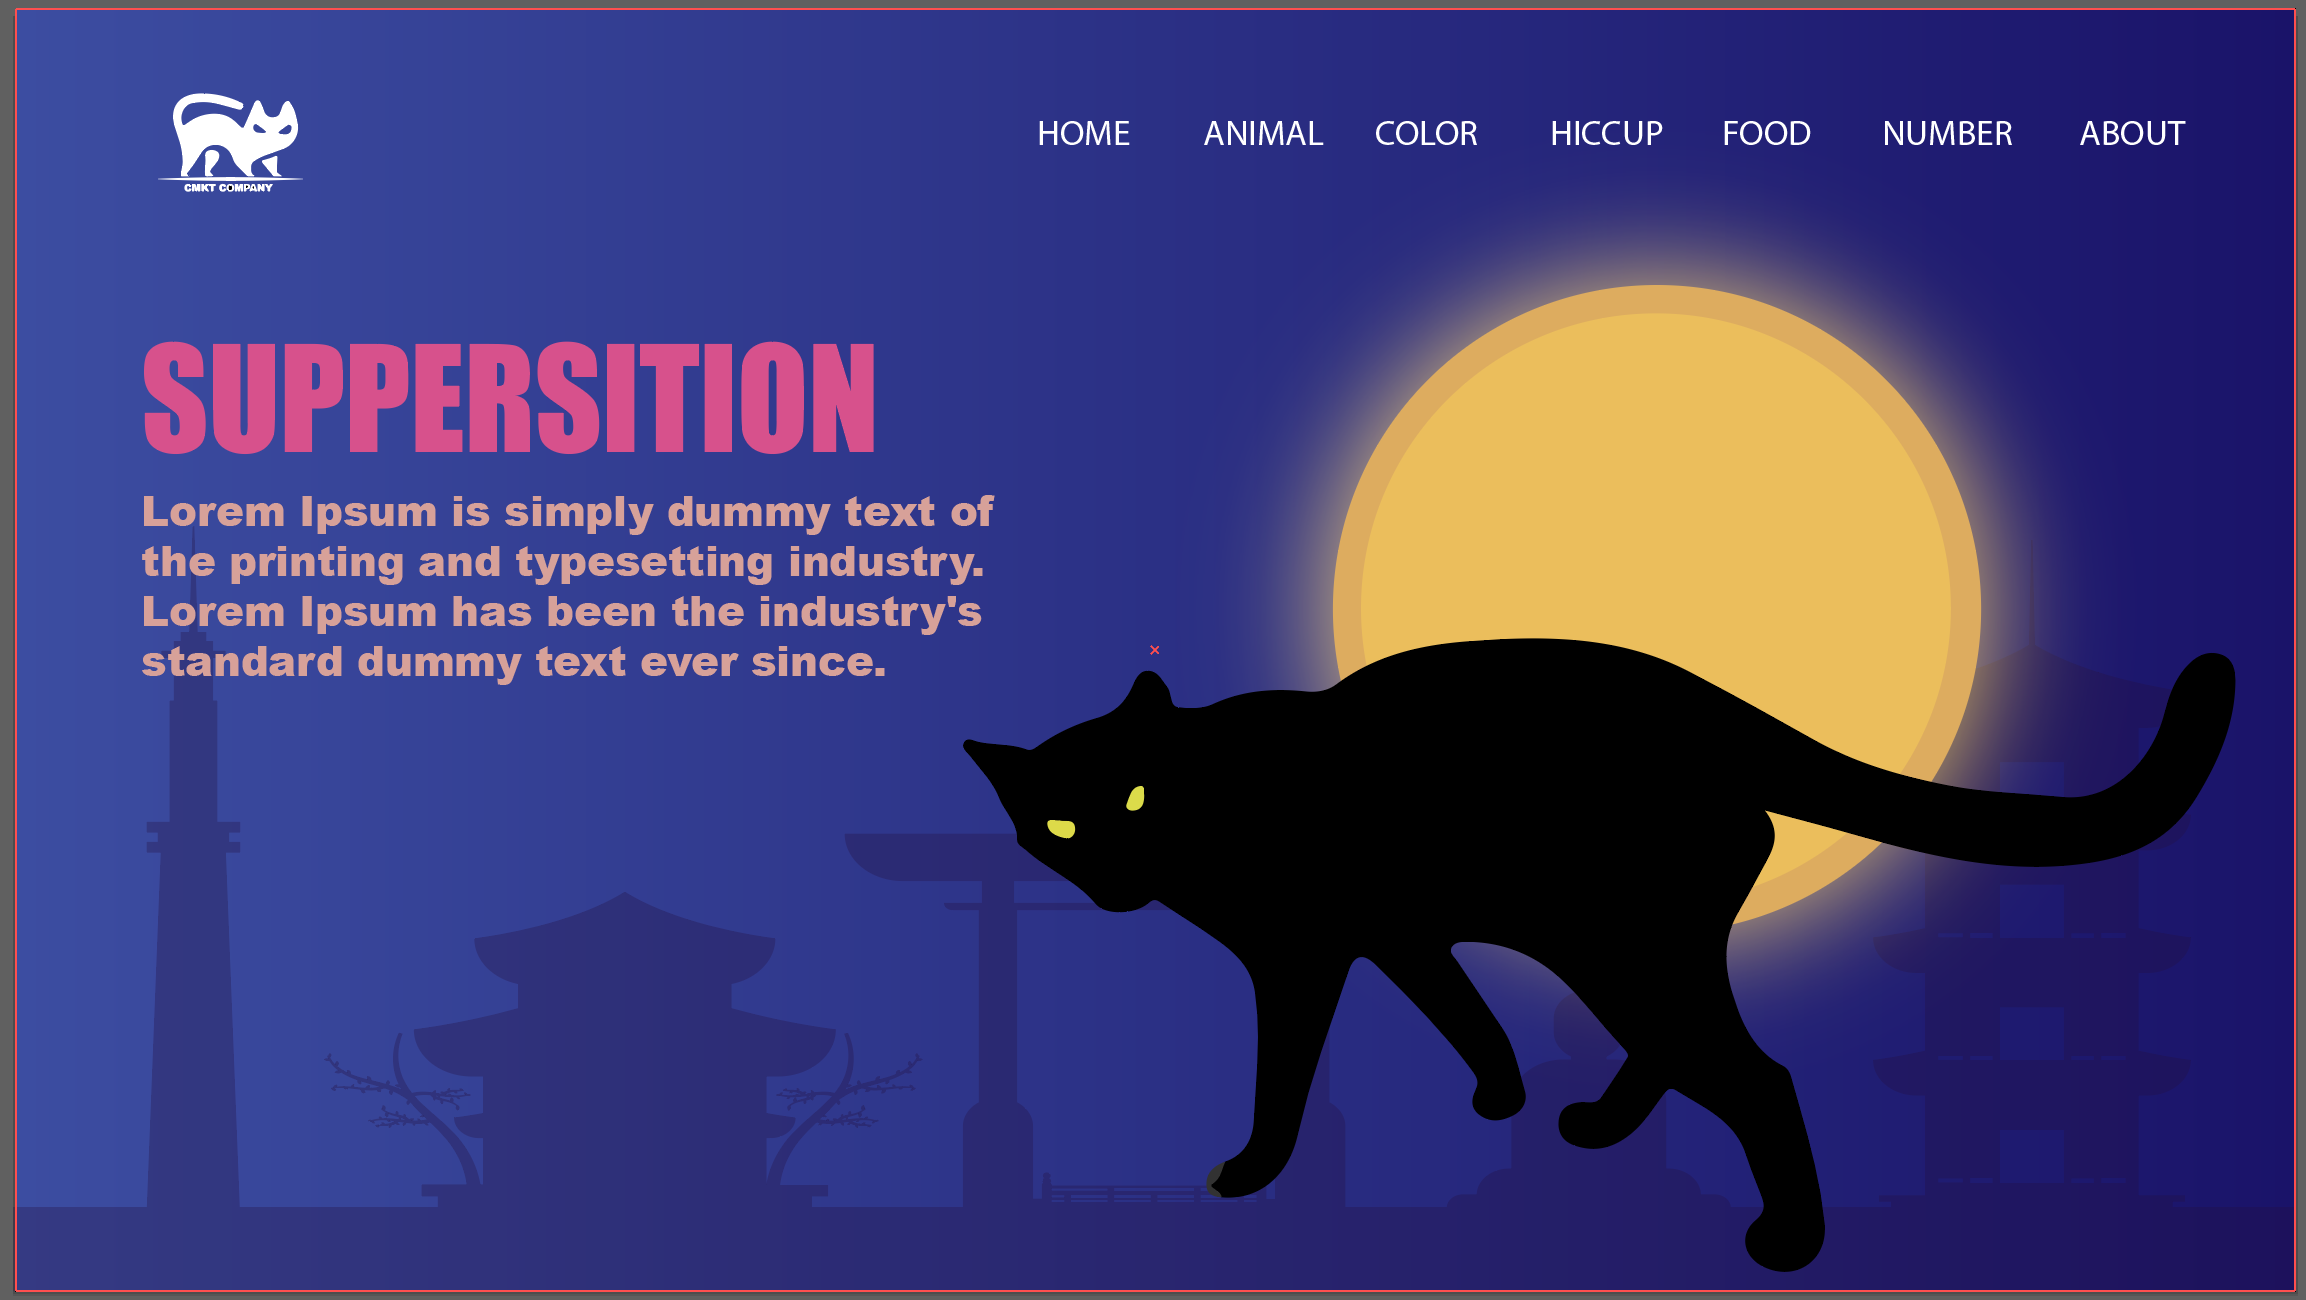 CMKT COMPANY
HOME ANIMAL COLOR HICCUP FOOD NUMBER ABOUT
SUPPERSITION
Lorem Ipsum is simply dummy text of
the printing and typesetting industry.
Lorem Ipsum has been the industry's
standard dummy text ever since.